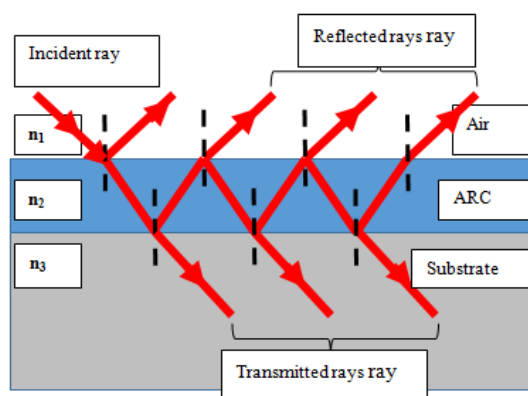 Incident ray
Reflected rays ray
n1
Air
n2
ARC
n3
Substrate
Transmitted rays ray